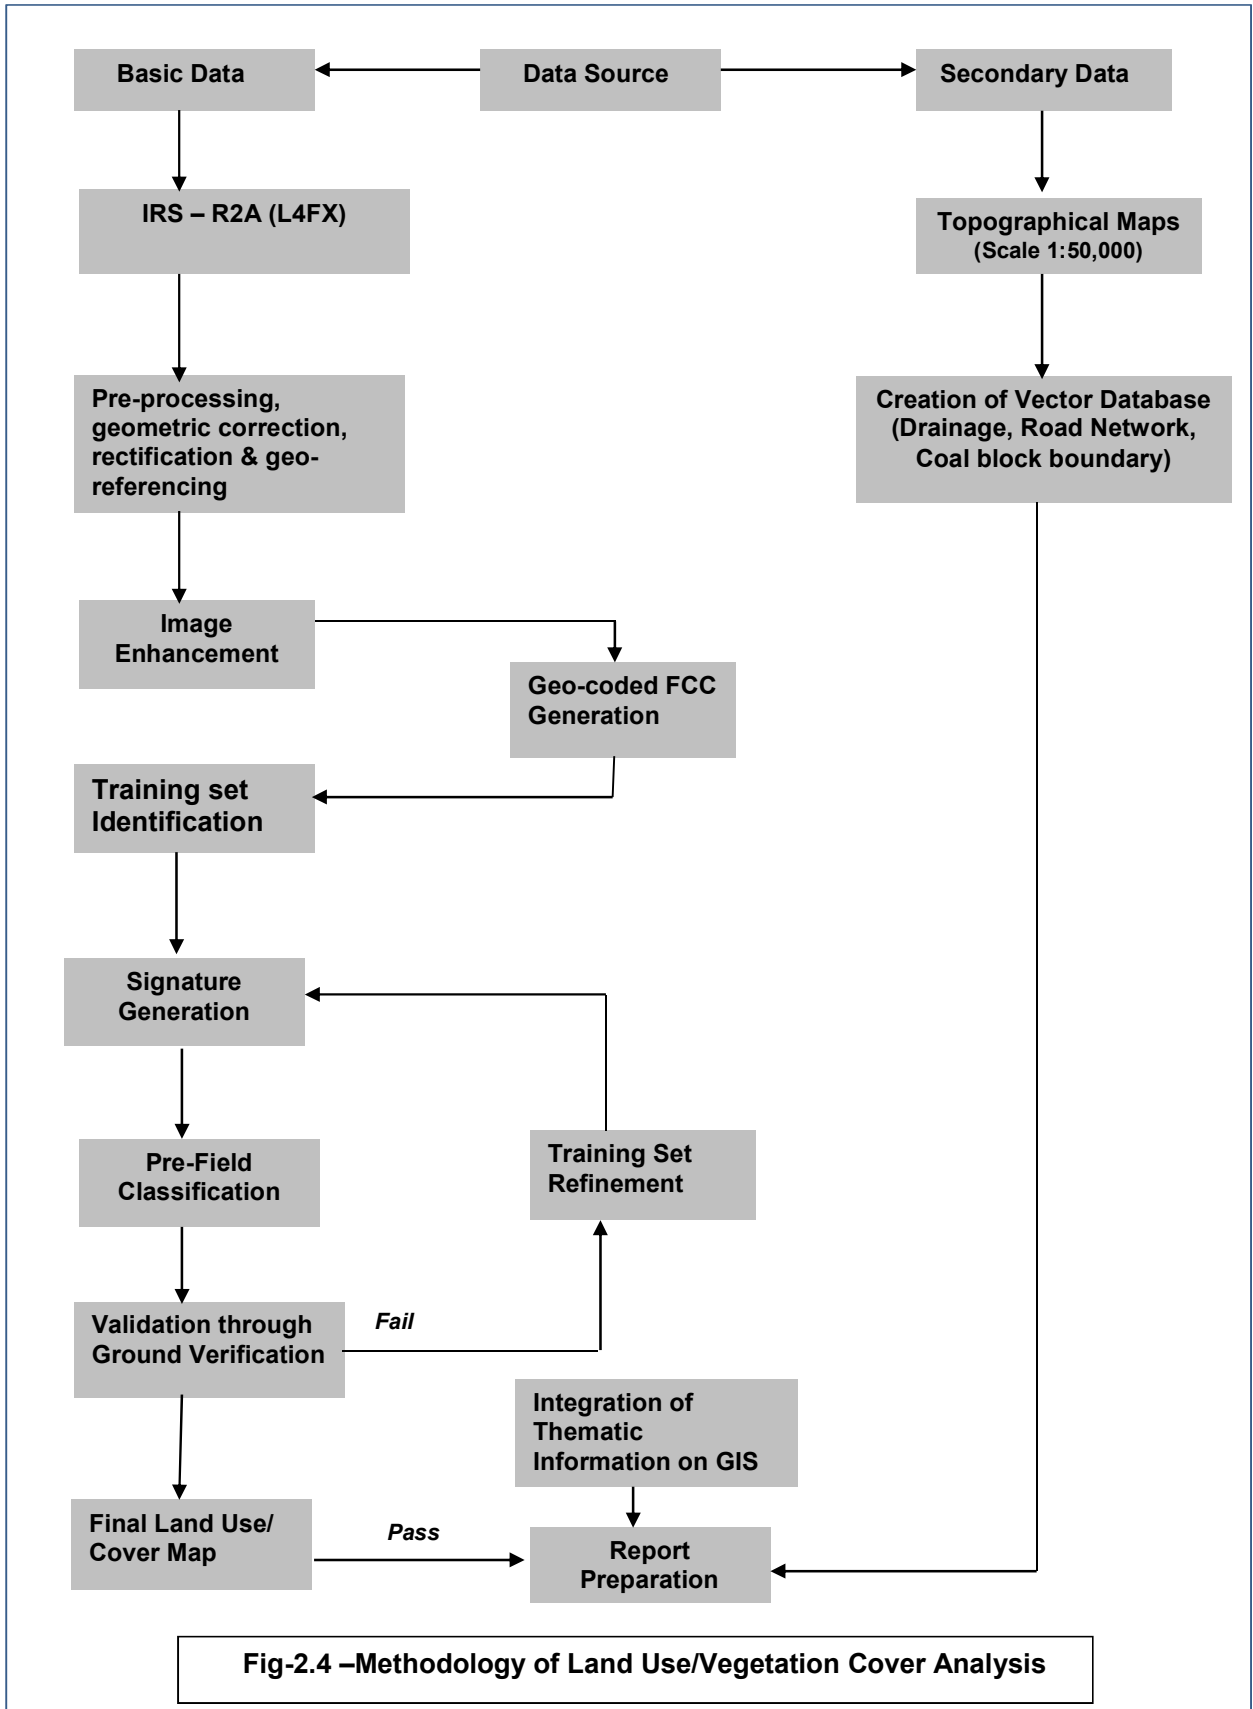 Basic Data
Data Source
Secondary Data
IRS – R2A (L4FX)
Topographical Maps
(Scale 1:50,000)
Pre-processing,
geometric correction,
rectification & geo-
referencing
Creation of Vector Database
(Drainage, Road Network,
Coal block boundary)
Image
Enhancement
Geo-coded FCC
Generation
Training set
Identification
Signature
Generation
Pre-Field
Classification
Training Set
Refinement
Validation through
Ground Verification
Fail
Integration of
Thematic
Information on GIS
Final Land Use/
Cover Map
Pass
Report
Preparation
Fig-2.4 –Methodology of Land Use/Vegetation Cover Analysis